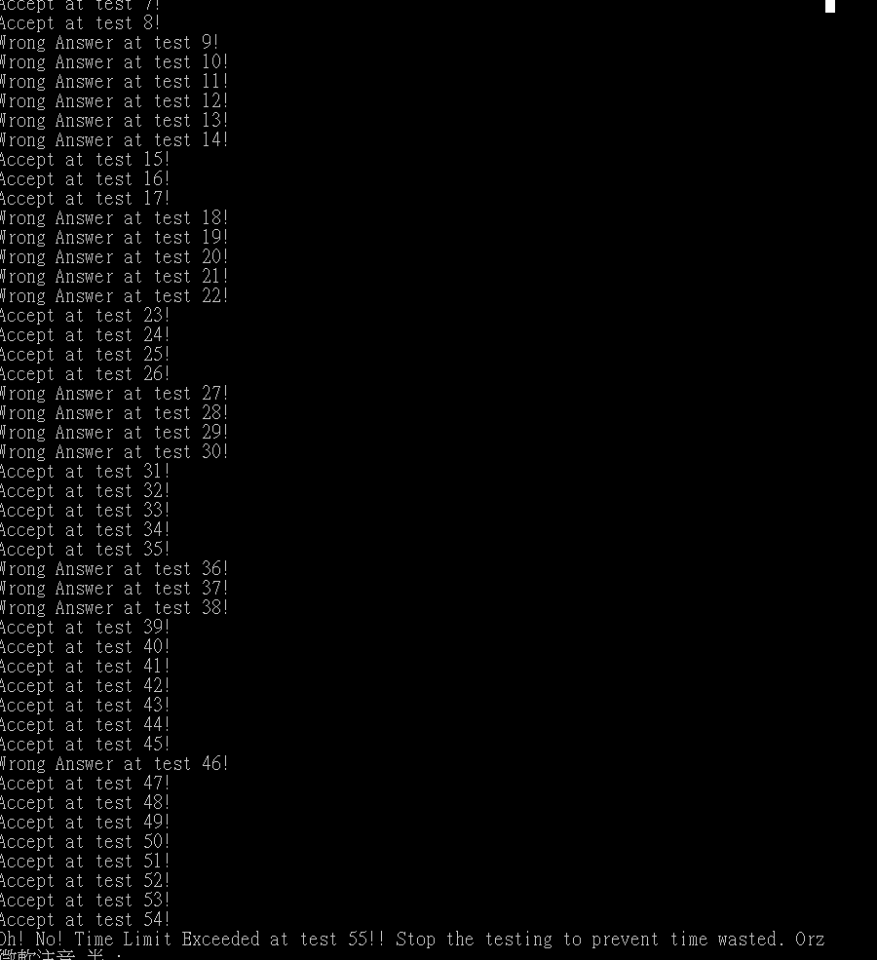 Accept at test 7!
Accept at test 8!
Wrong Answer at test 9!
Wrong Answer at test 10!
Wrong Answer at test 11!
Wrong Answer at test 12!
Wrong Answer at test 13!
Wrong Answer at test 14!
Accept at test 15!
Accept at test 16!
Accept at test 17!
Wrong Answer at test 18!
Wrong Answer at test 19!
Wrong Answer at test 20!
Wrong Answer at test 21!
Wrong Answer at test 22!
Accept at test 23!
Accept at test 24!
Accept at test 25!
Accept at test 26!
Wrong Answer at test 27!
Wrong Answer at test 28!
Wrong Answer at test 29!
Wrong Answer at test 30!
Accept at test 31!
Accept at test 32!
Accept at test 33!
Accept at test 34!
Accept at test 35!
Wrong Answer at test 36!
Wrong Answer at test 37!
Wrong Answer at test 38!
Accept at test 39!
Accept at test 40!
Accept at test 41!
Accept at test 42!
Accept at test 43!
Accept at test 44!
Accept at test 45!
Wrong Answer at test 46!
Accept at test 47!
Accept at test 48!
Accept at test 49!
Accept at test 50!
Accept at test 51!
Accept at test 52!
Accept at test 53!
Accept at test 54!
Oh! No! Time Limit Exceeded at test 55!! Stop the testing to prevent time wasted. Orz
微軟注音 半 :